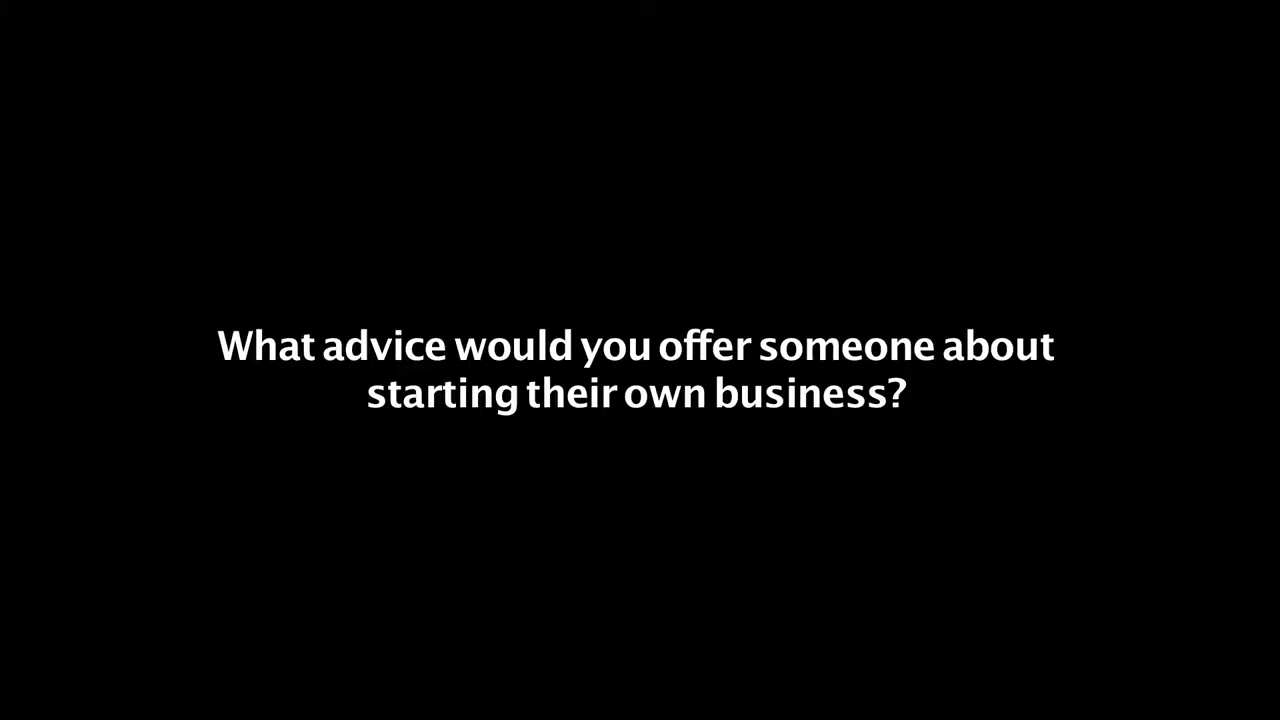 What advice would you offer someone about
starting their own business?